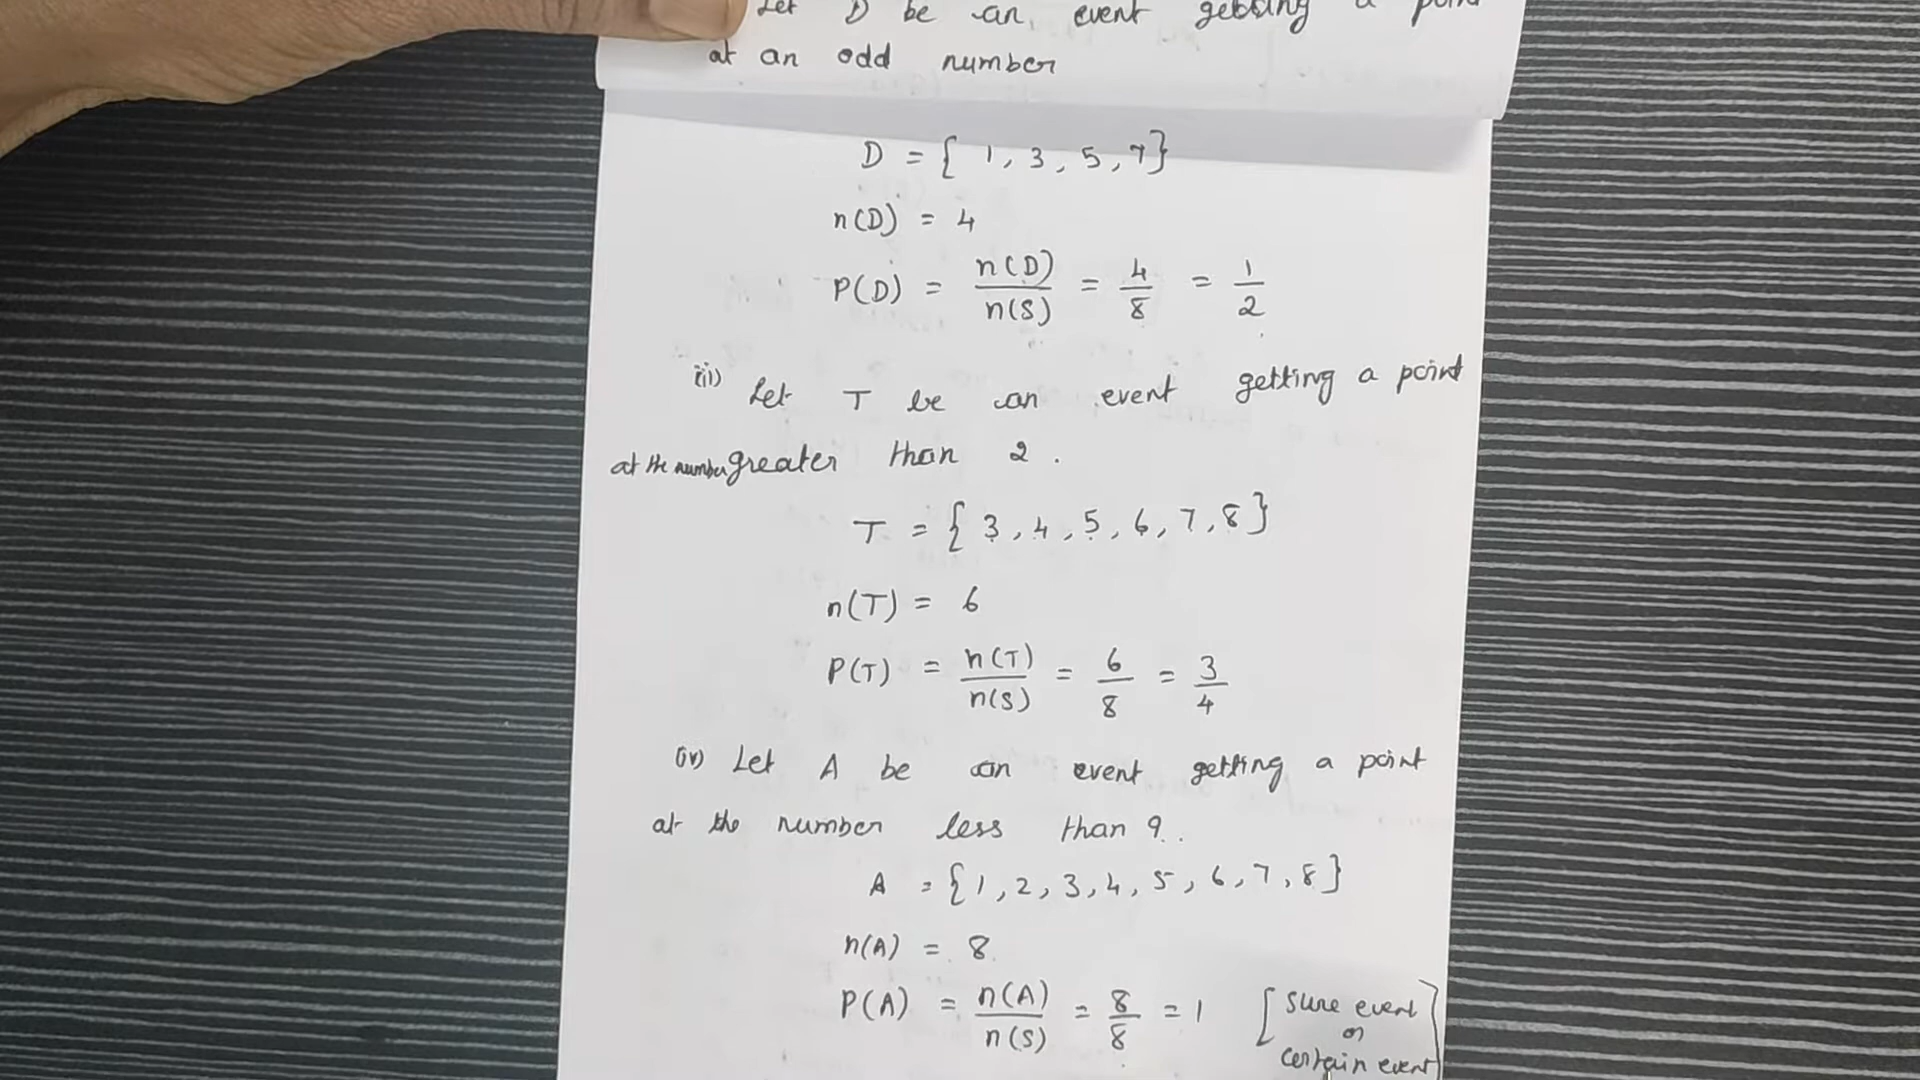 Let D be an event getting a point
at an odd number
D = { 1, 3, 5, 7}
n(D) = 4
P(D) = n(D)/n(S) = 4/8 = 1/2
(iii) Let T be an event getting a point
at the number greater than 2.
T = { 3, 4, 5, 6, 7, 8 }
n(T) = 6
P(T) = n(T)/n(S) = 6/8 = 3/4
(iv) Let A be an event getting a point
at the number less than 9.
A = { 1, 2, 3, 4, 5, 6, 7, 8 }
n(A) = 8
P(A) = n(A)/n(S) = 8/8 = 1 [ Sure event
or
certain event ]